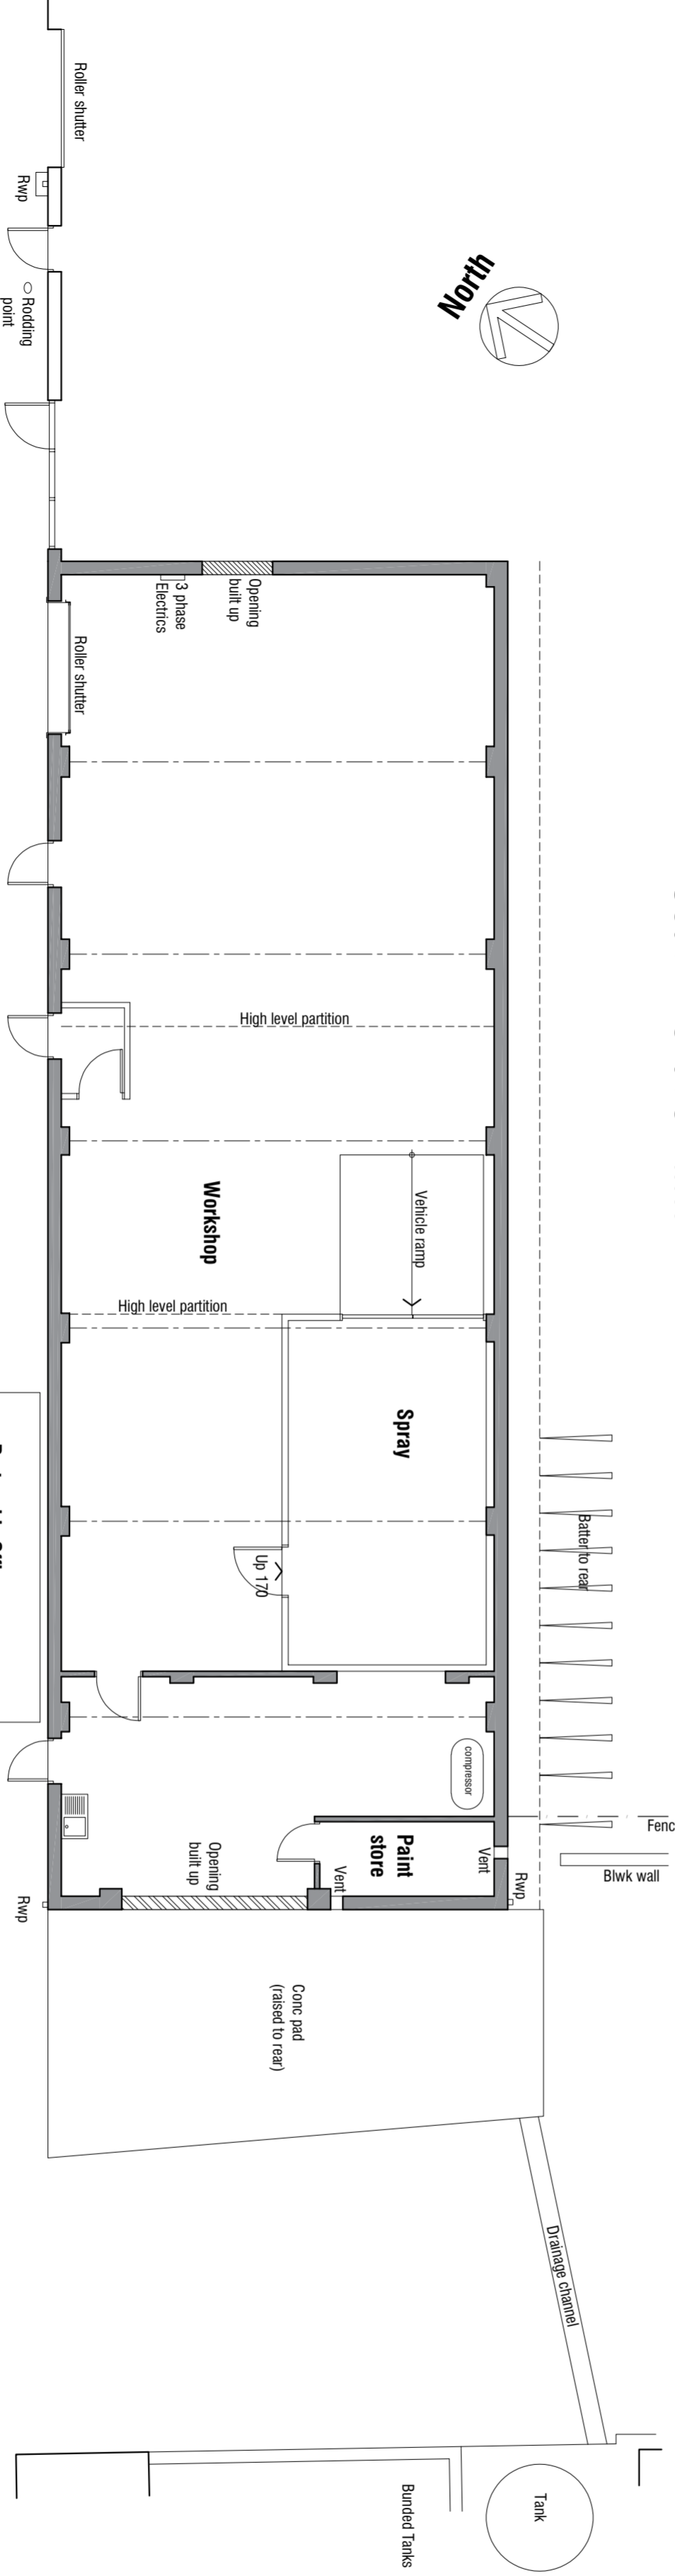 Roller shutter
Rwp
Rodding
point
North
3 phase
Electrics
Opening
built up
Roller shutter
High level partition
Workshop
Vehicle ramp
High level partition
Spray
Up 170
Batter to rear
compressor
Paint
store
Vent
Vent
Opening
built up
Rwp
Rwp
Blwk wall
Conc pad
(raised to rear)
Drainage channel
Tank
Bunded Tanks